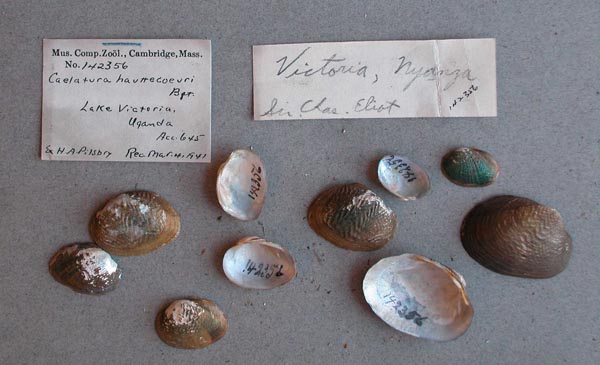 Mus. Comp. Zoöl., Cambridge, Mass.
No. 142356
Caelatura hauttecoeuri
Bgt.
Lake Victoria,
Uganda
Acc. 645
Ex H.A. Pilsbry Rec. Mar. 14, 1941
Victoria, Nyanza
Sir Chas. Eliot
142356
142356
142356
142356